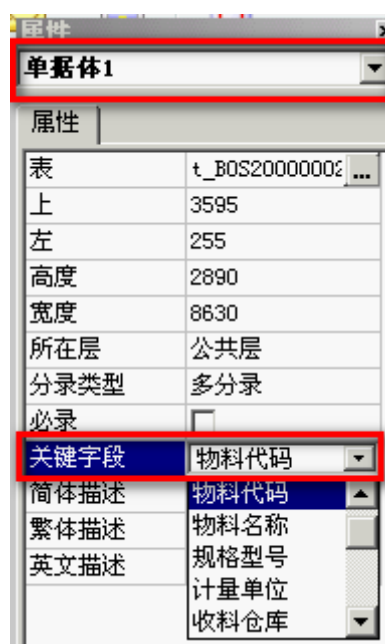 属性
单据体1
属性
表 t_BOS20000002 ...
上 3595
左 255
高度 2890
宽度 8630
所在层 公共层
分录类型 多分录
必录
关键字段 物料代码
简体描述 物料代码
繁体描述 物料名称
英文描述 规格型号
计量单位
收料仓库